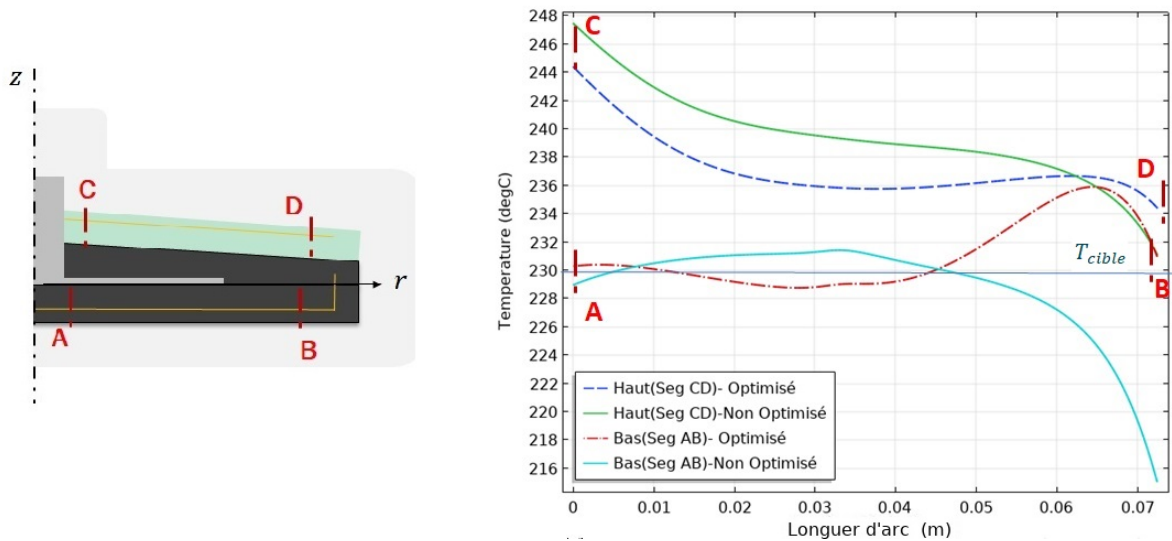 z
C
D
r
A
B
248
246
244
242
240
238
236
234
232
230
228
226
224
222
220
218
216
Temperature (degC)
C
D
T_cible
A
B
Haut(Seg CD)- Optimisé
Haut(Seg CD)-Non Optimisé
Bas(Seg AB)- Optimisé
Bas(Seg AB)-Non Optimisé
0 0.01 0.02 0.03 0.04 0.05 0.06 0.07
Longuer d'arc (m)